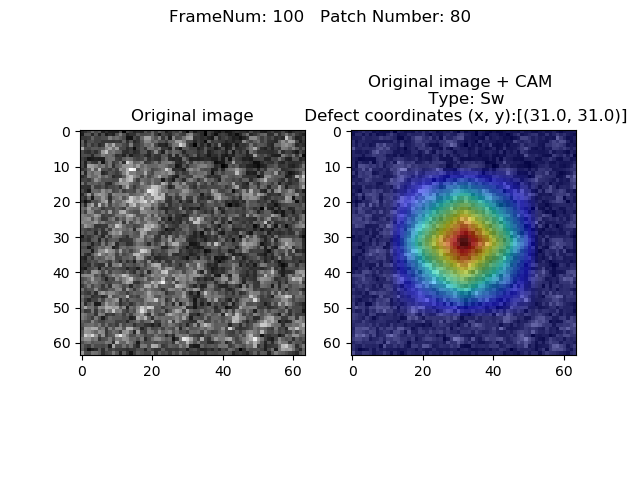 FrameNum: 100   Patch Number: 80
Original image
0
10
20
30
40
50
60
0 20 40 60
Original image + CAM
Type: Sw
Defect coordinates (x, y):[(31.0, 31.0)]
0
10
20
30
40
50
60
0 20 40 60